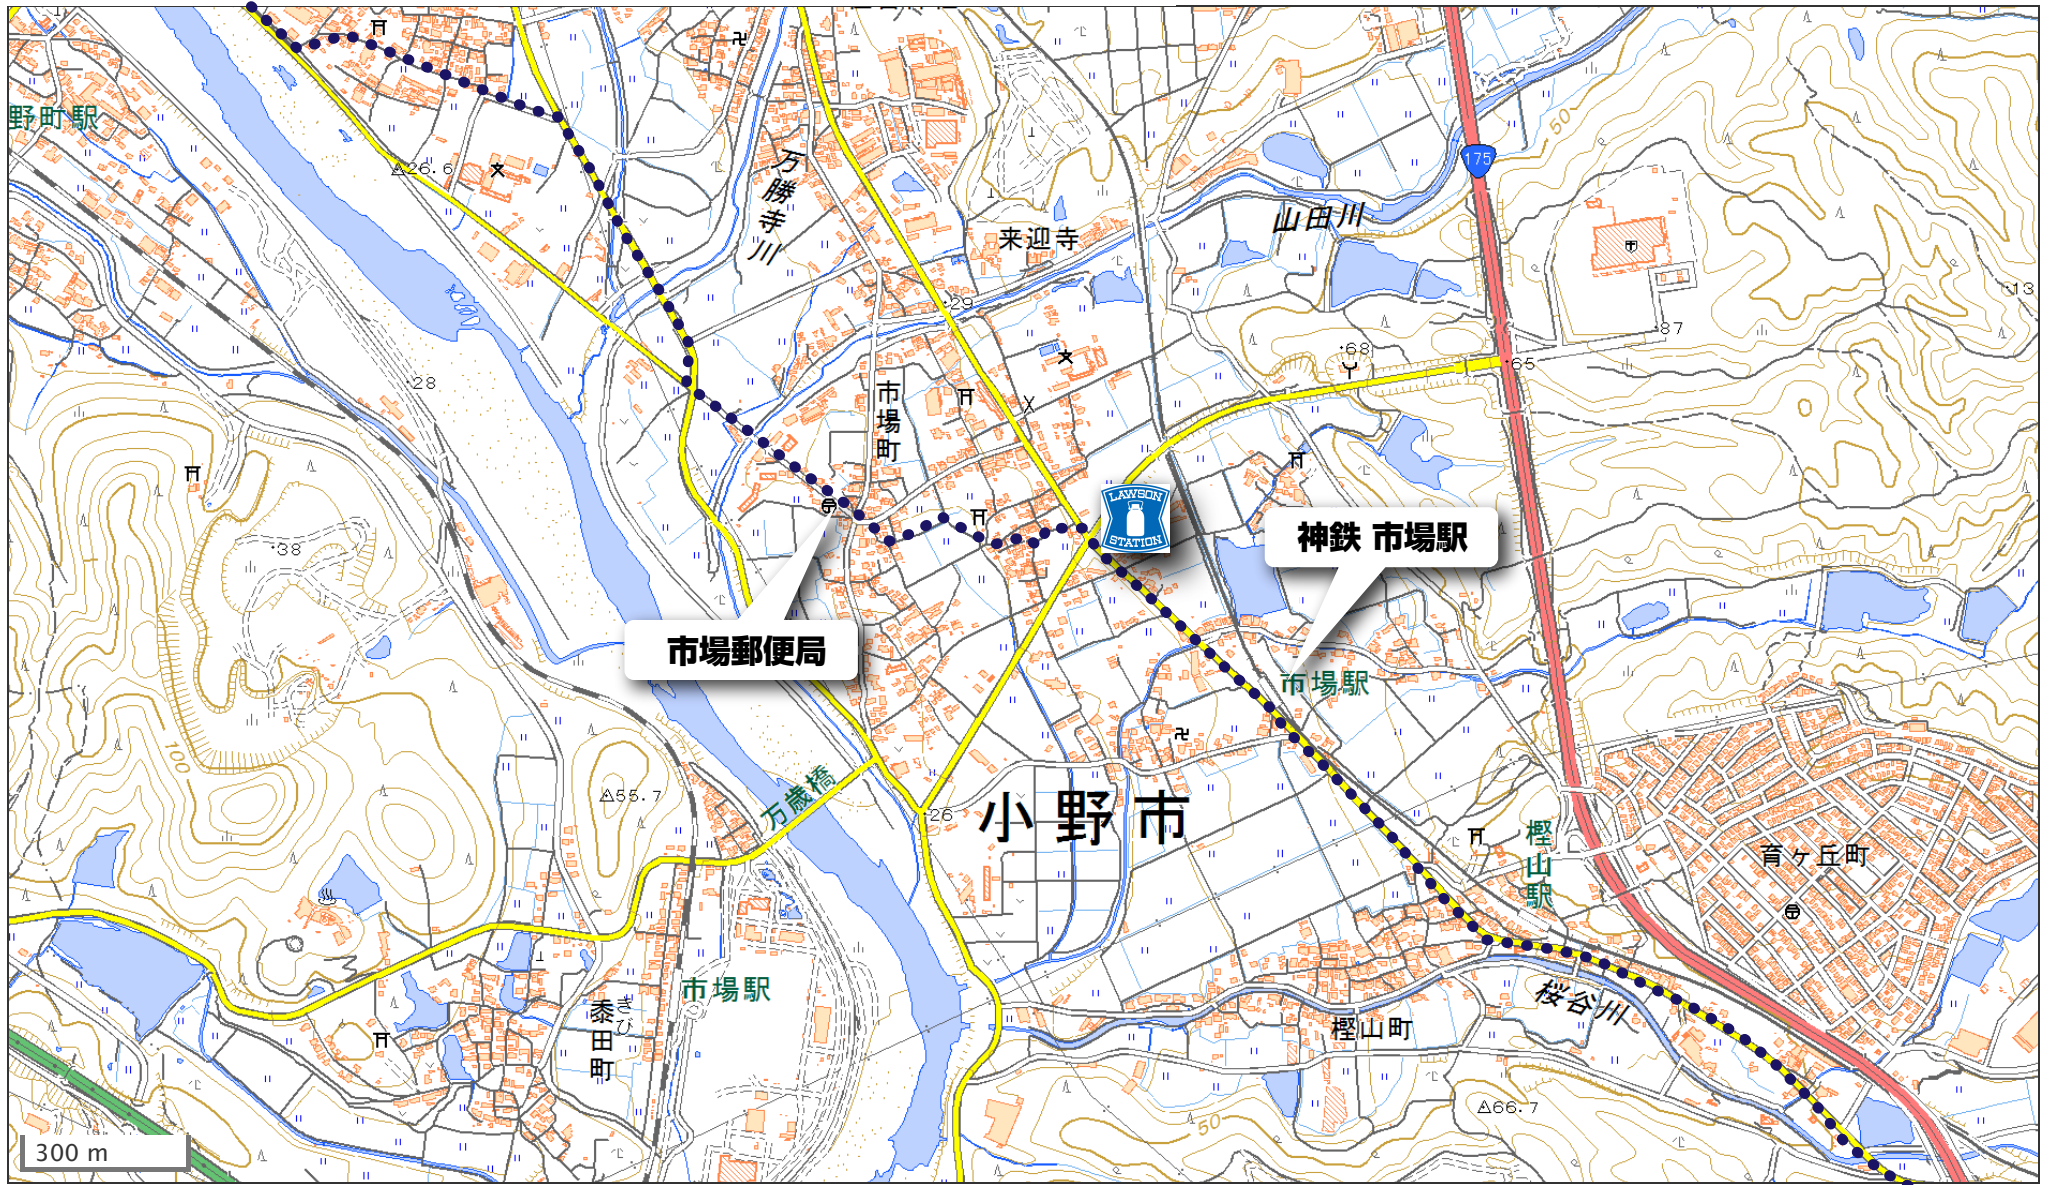 野町駅
26.6
万勝寺川
来迎寺
山田川
175
50
29
28
68
65
87
13
市場町
LAWSON
STATION
神鉄 市場駅
38
市場郵便局
市場駅
100
55.7
万歳橋
26
小野市
樫山駅
育ヶ丘町
市場駅
黍田町
きび
樫山町
桜谷川
66.7
50
300 m